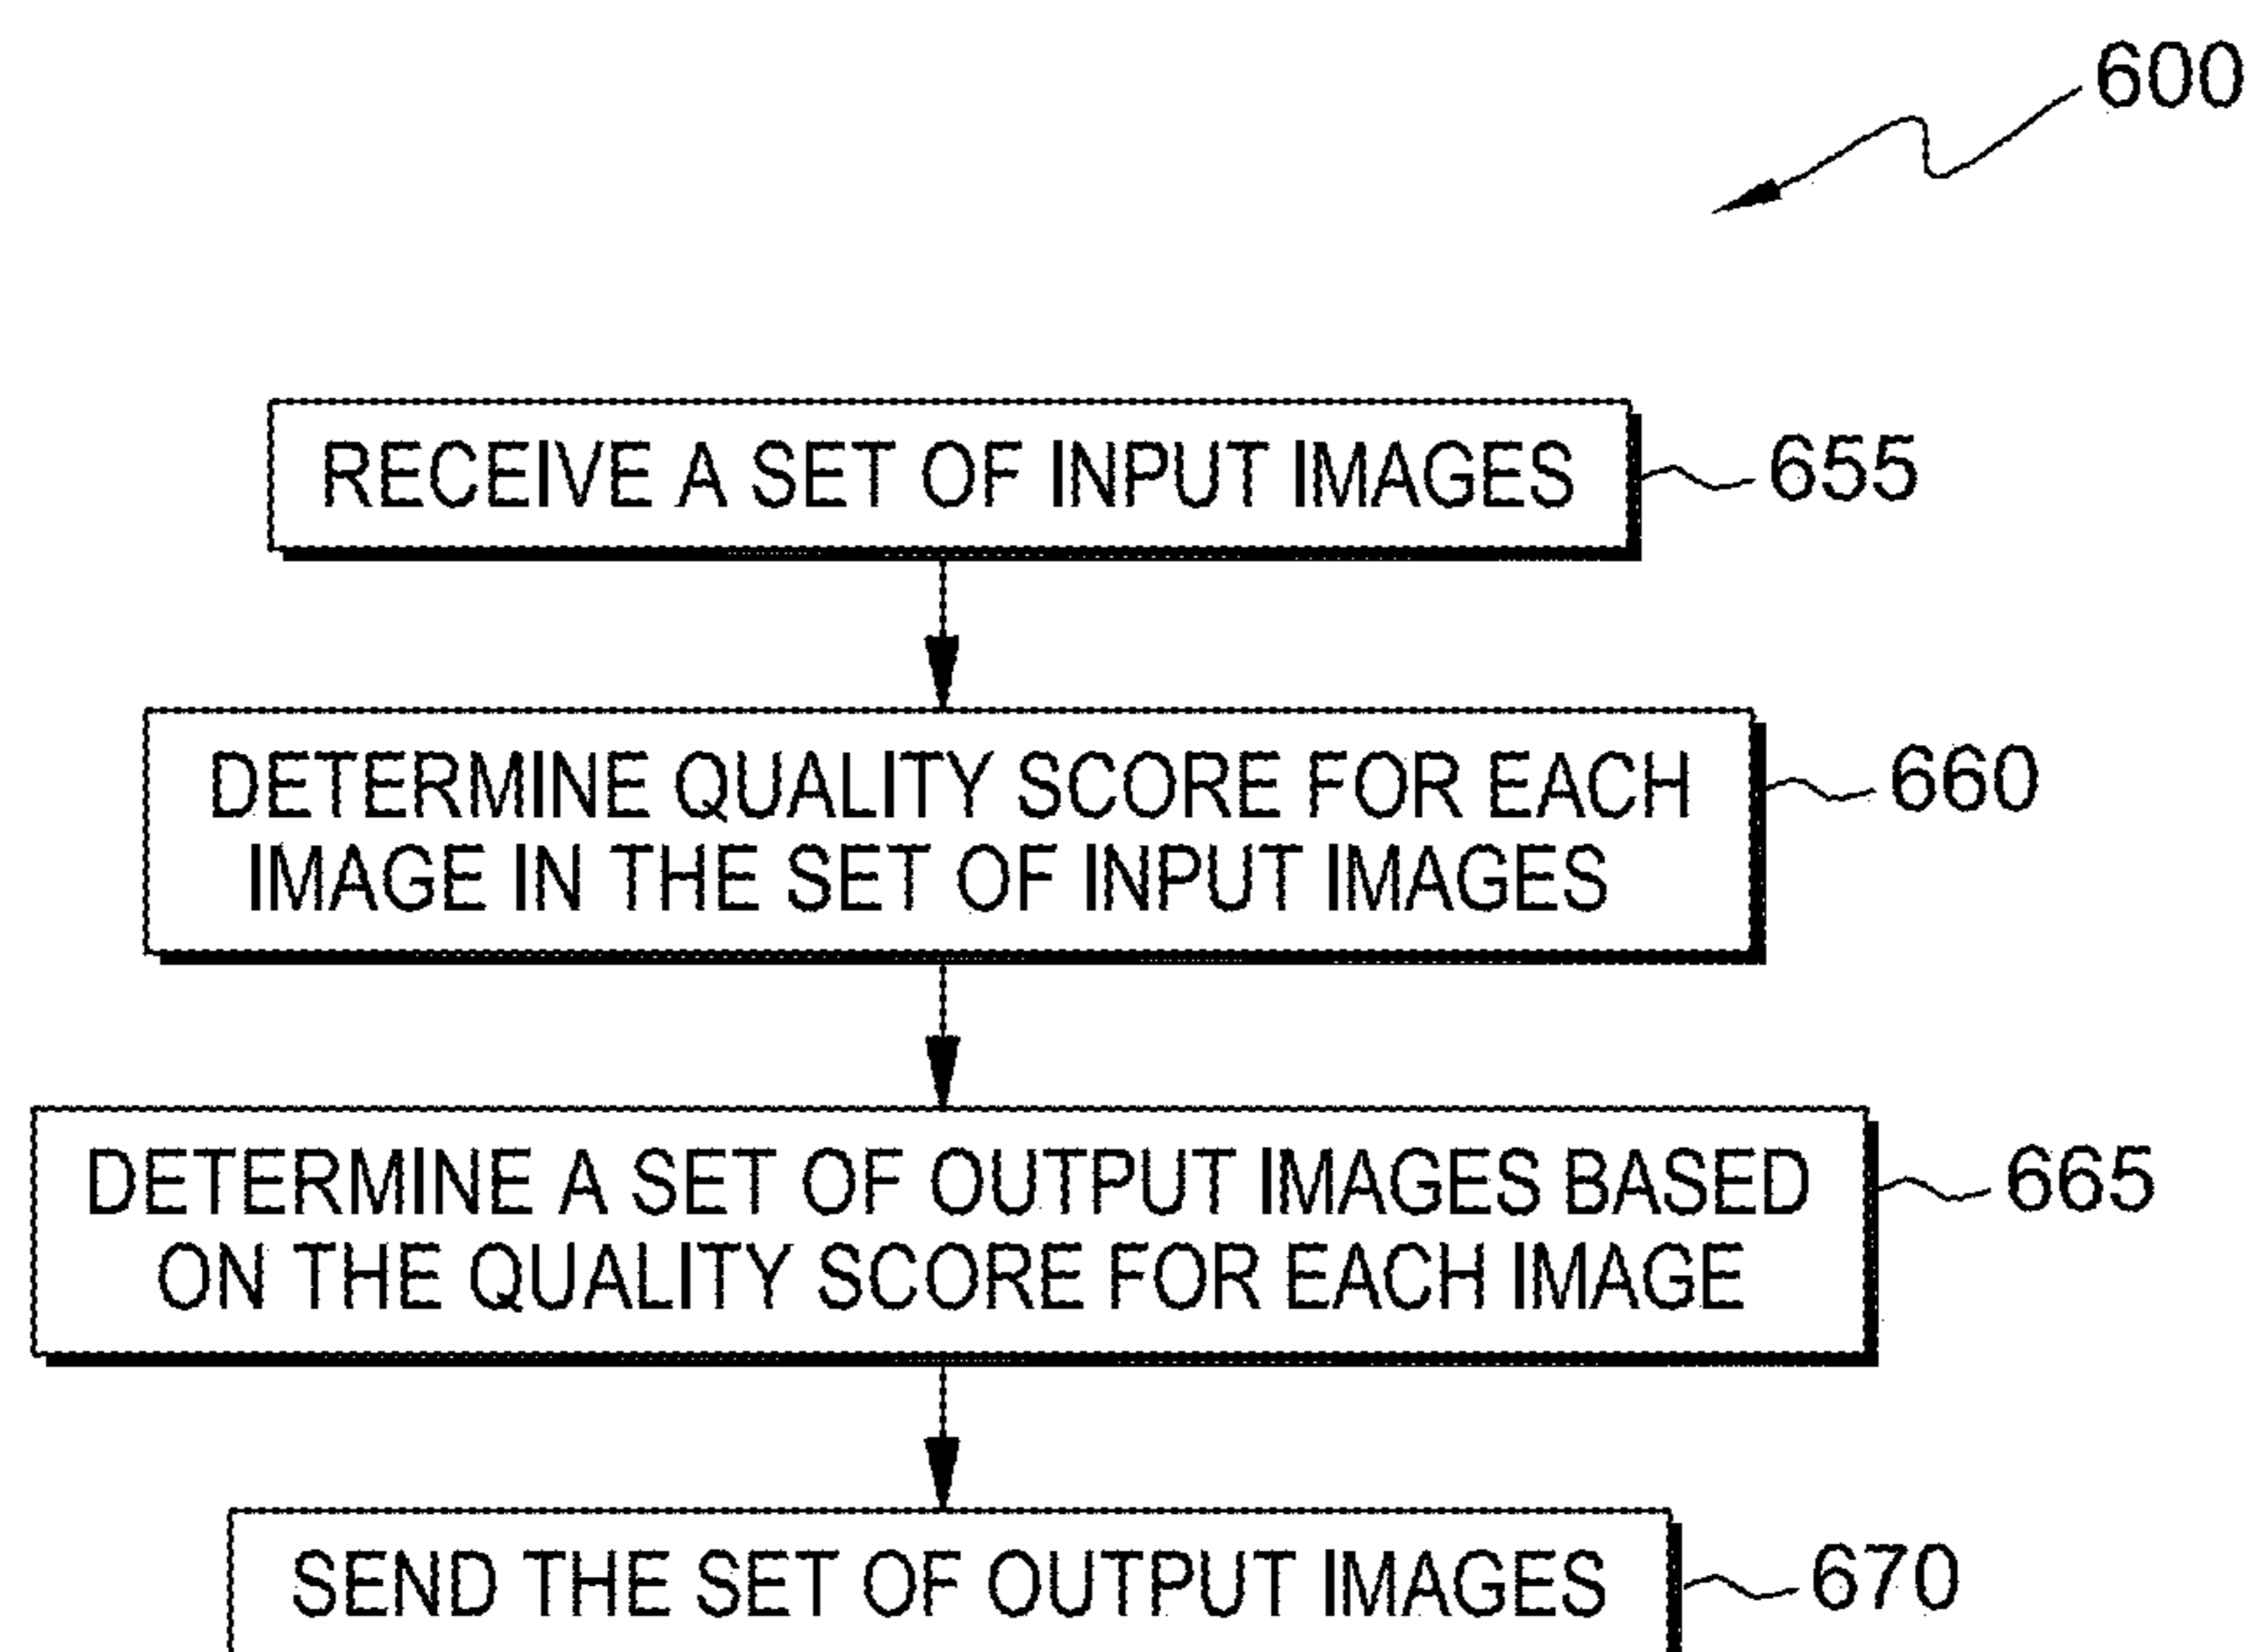 600
RECEIVE A SET OF INPUT IMAGES
655
DETERMINE QUALITY SCORE FOR EACH
IMAGE IN THE SET OF INPUT IMAGES
660
DETERMINE A SET OF OUTPUT IMAGES BASED
ON THE QUALITY SCORE FOR EACH IMAGE
665
SEND THE SET OF OUTPUT IMAGES
670